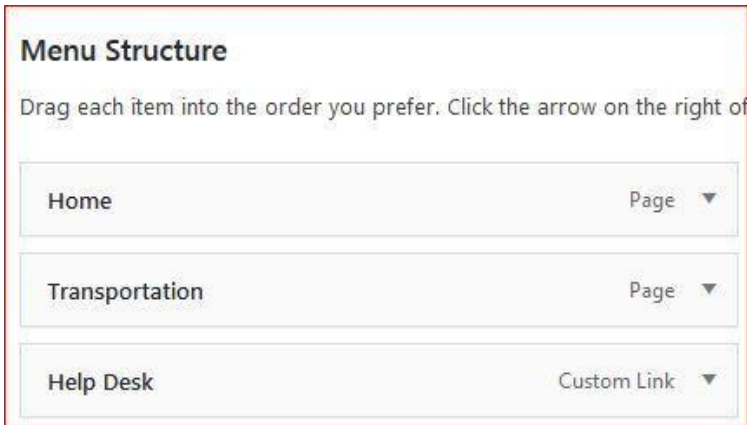 Menu Structure
Drag each item into the order you prefer. Click the arrow on the right of
Home Page
Transportation Page
Help Desk Custom Link